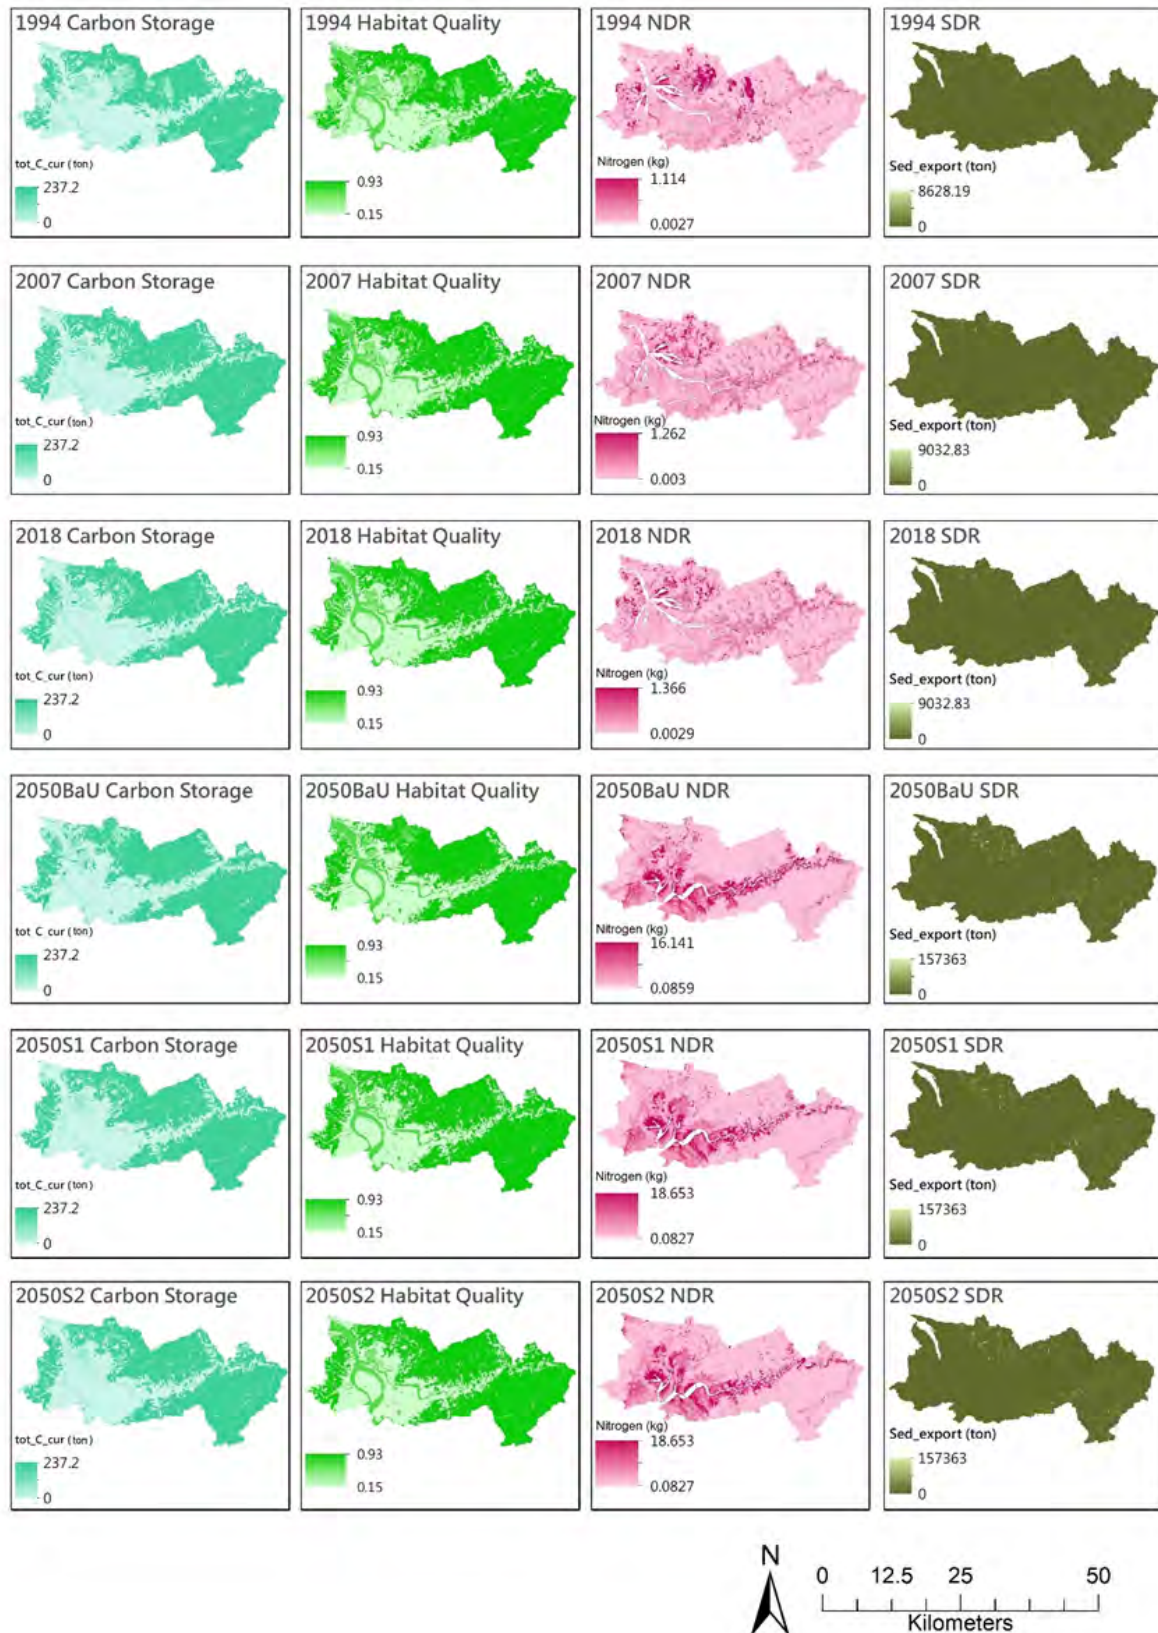 1994 Carbon Storage
tot_C_cur (ton)
237.2
0
1994 Habitat Quality
0.93
0.15
1994 NDR
Nitrogen (kg)
1.114
0.0027
1994 SDR
Sed_export (ton)
8628.19
0
2007 Carbon Storage
tot_C_cur (ton)
237.2
0
2007 Habitat Quality
0.93
0.15
2007 NDR
Nitrogen (kg)
1.262
0.003
2007 SDR
Sed_export (ton)
9032.83
0
2018 Carbon Storage
tot_C_cur (ton)
237.2
0
2018 Habitat Quality
0.93
0.15
2018 NDR
Nitrogen (kg)
1.366
0.0029
2018 SDR
Sed_export (ton)
9032.83
0
2050BaU Carbon Storage
tot_C_cur (ton)
237.2
0
2050BaU Habitat Quality
0.93
0.15
2050BaU NDR
Nitrogen (kg)
16.141
0.0859
2050BaU SDR
Sed_export (ton)
157363
0
2050S1 Carbon Storage
tot_C_cur (ton)
237.2
0
2050S1 Habitat Quality
0.93
0.15
2050S1 NDR
Nitrogen (kg)
18.653
0.0827
2050S1 SDR
Sed_export (ton)
157363
0
2050S2 Carbon Storage
tot_C_cur (ton)
237.2
0
2050S2 Habitat Quality
0.93
0.15
2050S2 NDR
Nitrogen (kg)
18.653
0.0827
2050S2 SDR
Sed_export (ton)
157363
0
N
0 12.5 25 50
Kilometers